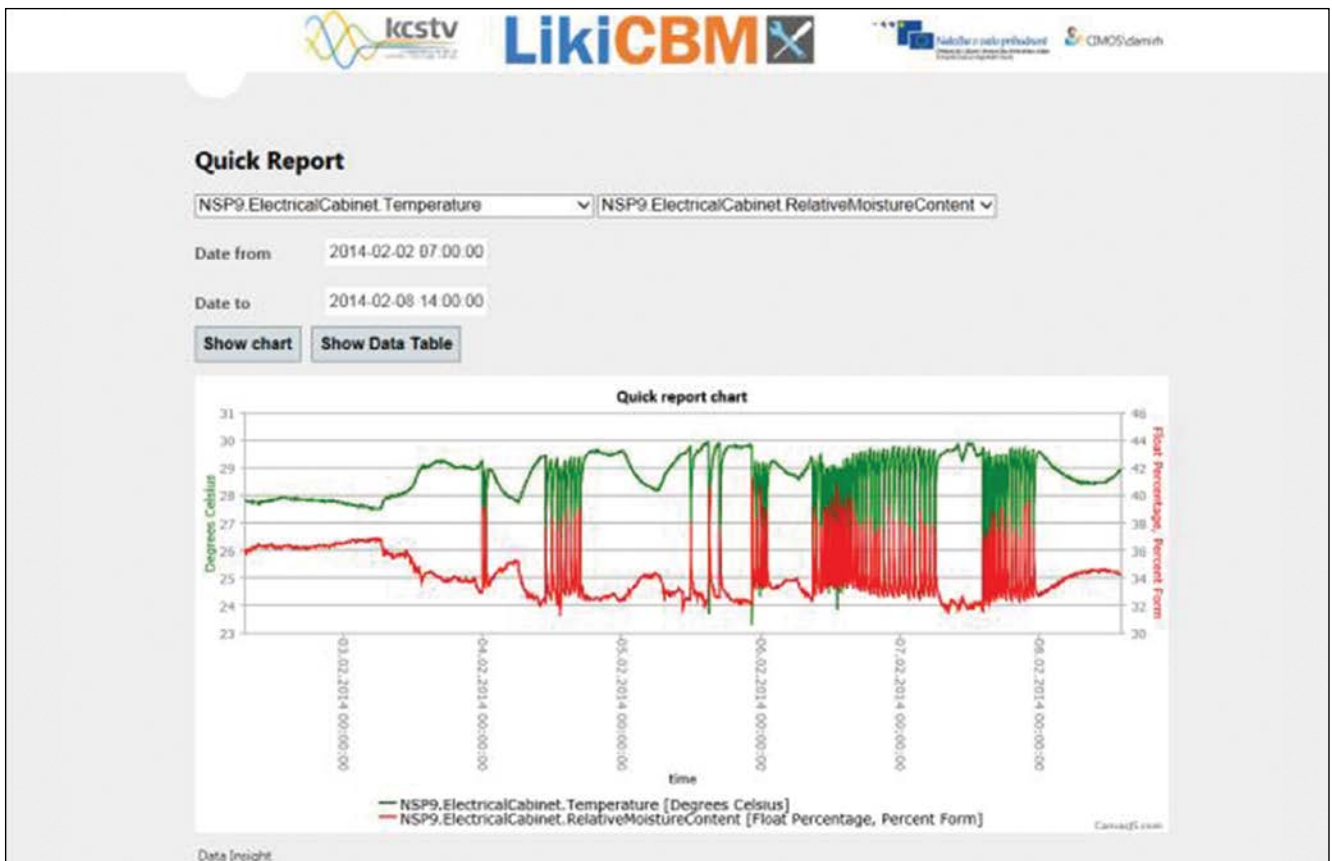 kcstv
LikiCBM
Naložba v vašo prihodnost
CIMOS\damirh
Quick Report
NSP9.ElectricalCabinet.Temperature
NSP9.ElectricalCabinet.RelativeMoistureContent
Date from
2014-02-02 07:00:00
Date to
2014-02-08 14:00:00
Show chart
Show Data Table
Quick report chart
31
30
29
28
27
26
25
24
23
Degrees Celsius
46
44
42
40
38
36
34
32
30
Float Percentage, Percent Form
03.02.2014 00:00:00
04.02.2014 00:00:00
05.02.2014 00:00:00
06.02.2014 00:00:00
07.02.2014 00:00:00
08.02.2014 00:00:00
time
NSP9.ElectricalCabinet.Temperature [Degrees Celsius]
NSP9.ElectricalCabinet.RelativeMoistureContent [Float Percentage, Percent Form]
CanvasJS.com
Data Insight